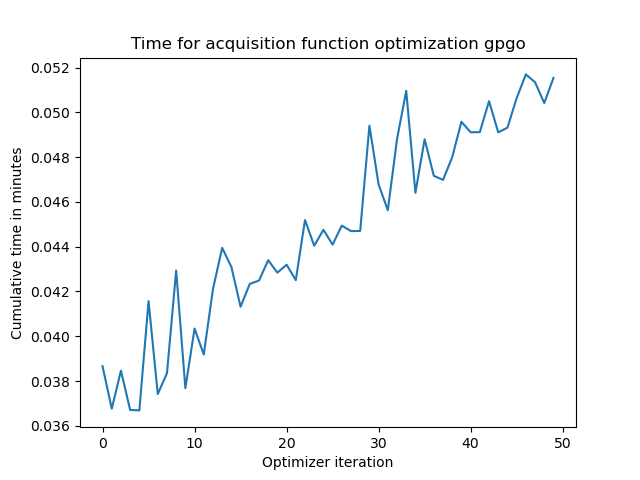 Time for acquisition function optimization gpgo
0.052
0.050
0.048
0.046
0.044
0.042
0.040
0.038
0.036
Cumulative time in minutes
0 10 20 30 40 50
Optimizer iteration